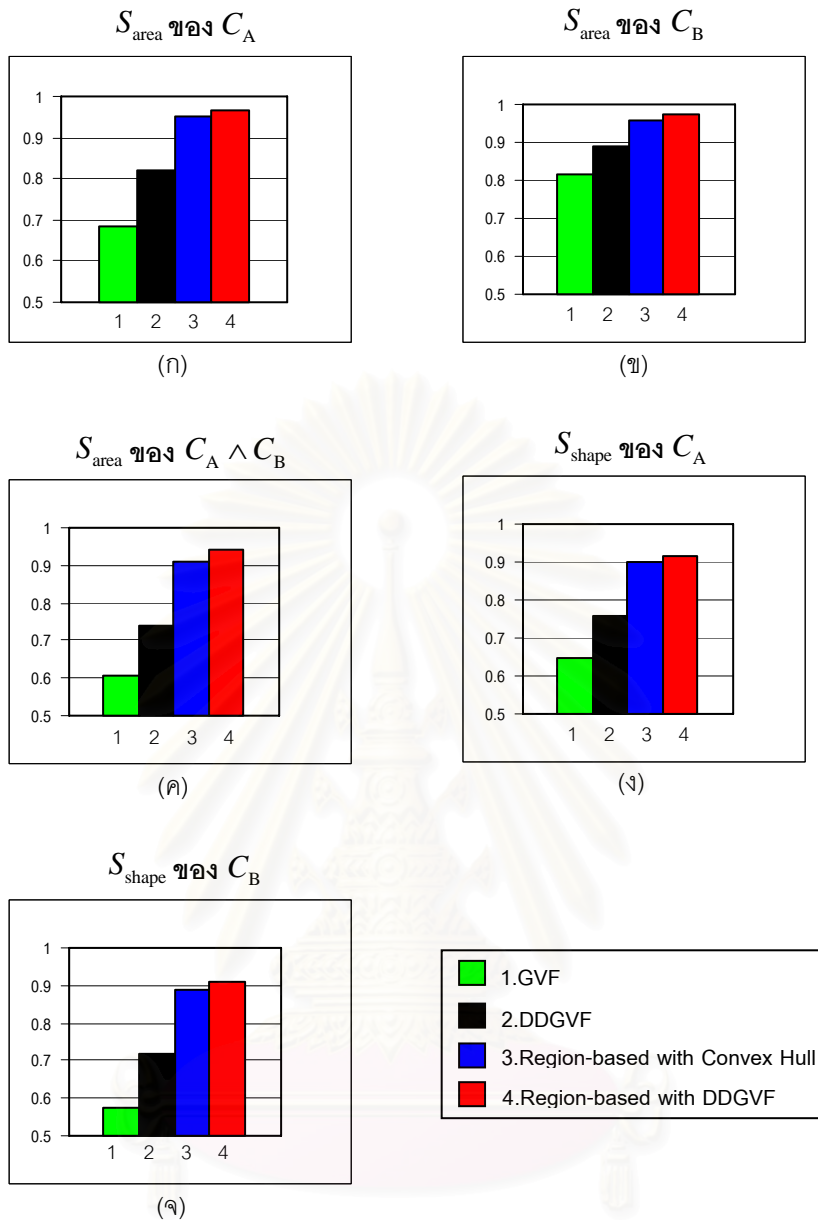 S_area ของ C_A
1
0.9
0.8
0.7
0.6
0.5
1 2 3 4
(ก)
S_area ของ C_B
1
0.9
0.8
0.7
0.6
0.5
1 2 3 4
(ข)
S_area ของ C_A ∧ C_B
1
0.9
0.8
0.7
0.6
0.5
1 2 3 4
(ค)
S_shape ของ C_A
1
0.9
0.8
0.7
0.6
0.5
1 2 3 4
(ง)
S_shape ของ C_B
1
0.9
0.8
0.7
0.6
0.5
1 2 3 4
(จ)
1.GVF
2.DDGVF
3.Region-based with Convex Hull
4.Region-based with DDGVF